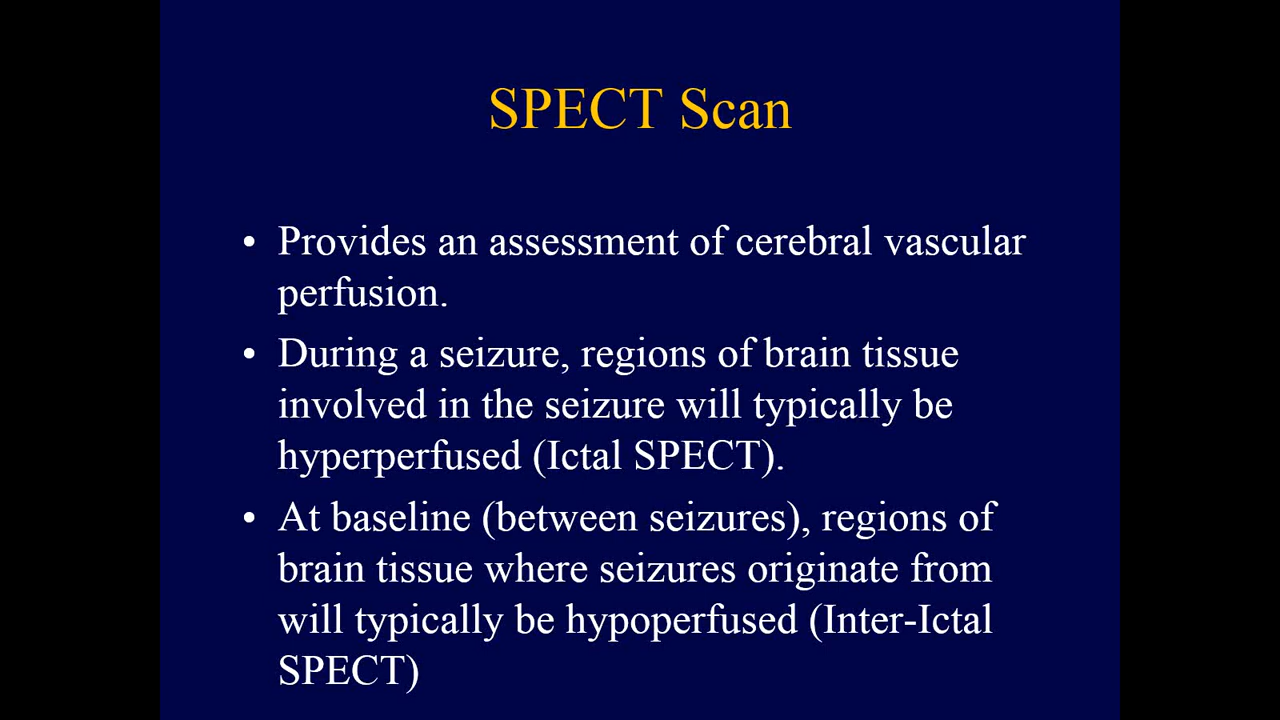 SPECT Scan
• Provides an assessment of cerebral vascular
perfusion.
• During a seizure, regions of brain tissue
involved in the seizure will typically be
hyperperfused (Ictal SPECT).
• At baseline (between seizures), regions of
brain tissue where seizures originate from
will typically be hypoperfused (Inter-Ictal
SPECT)